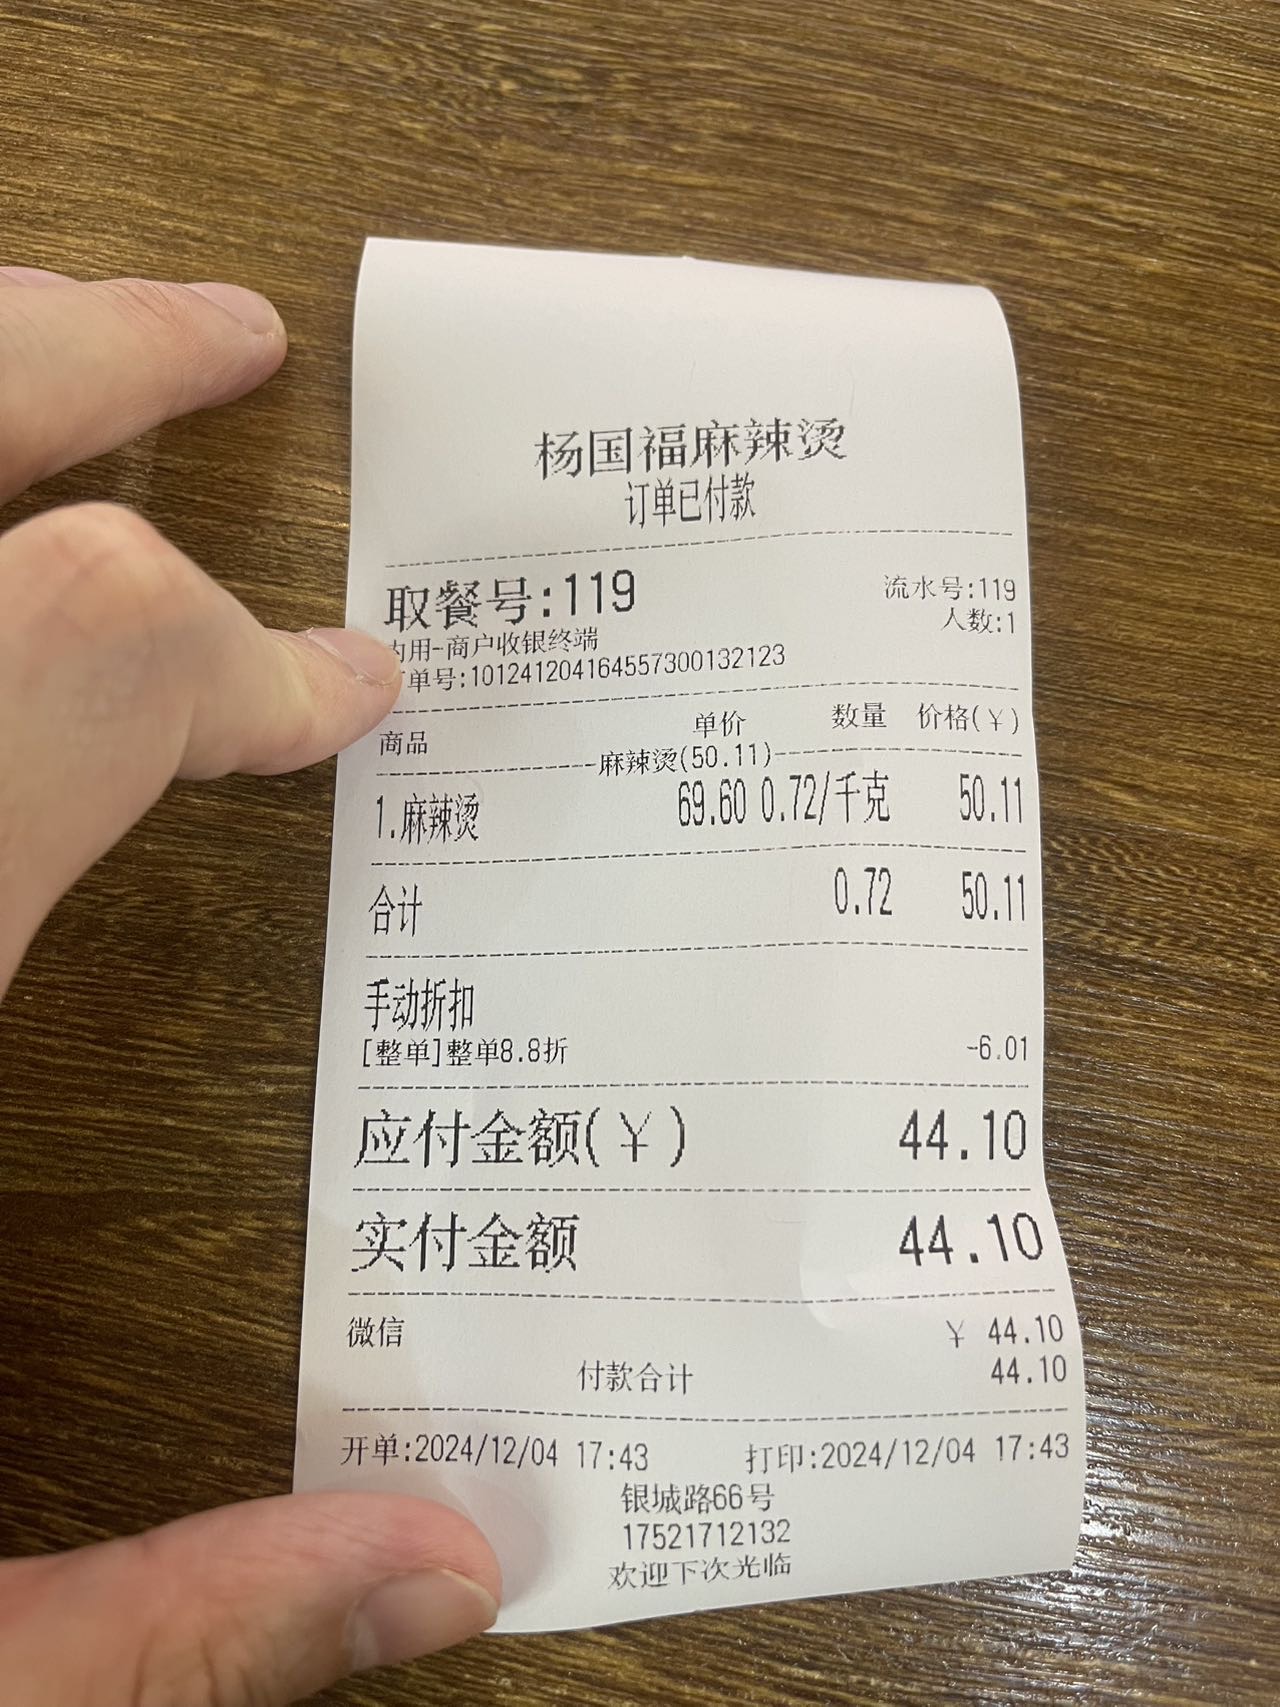 杨国福麻辣烫
订单已付款
取餐号:119 流水号:119
人数:1
用-商户收银终端
单号:101241204164557300132123
商品 单价 数量 价格(¥)
麻辣烫(50.11)
1.麻辣烫 69.60 0.72/千克 50.11
合计 0.72 50.11
手动折扣
[整单]整单8.8折 -6.01
应付金额(¥) 44.10
实付金额 44.10
微信 ¥ 44.10
付款合计 44.10
开单:2024/12/04 17:43 打印:2024/12/04 17:43
银城路66号
17521712132
欢迎下次光临